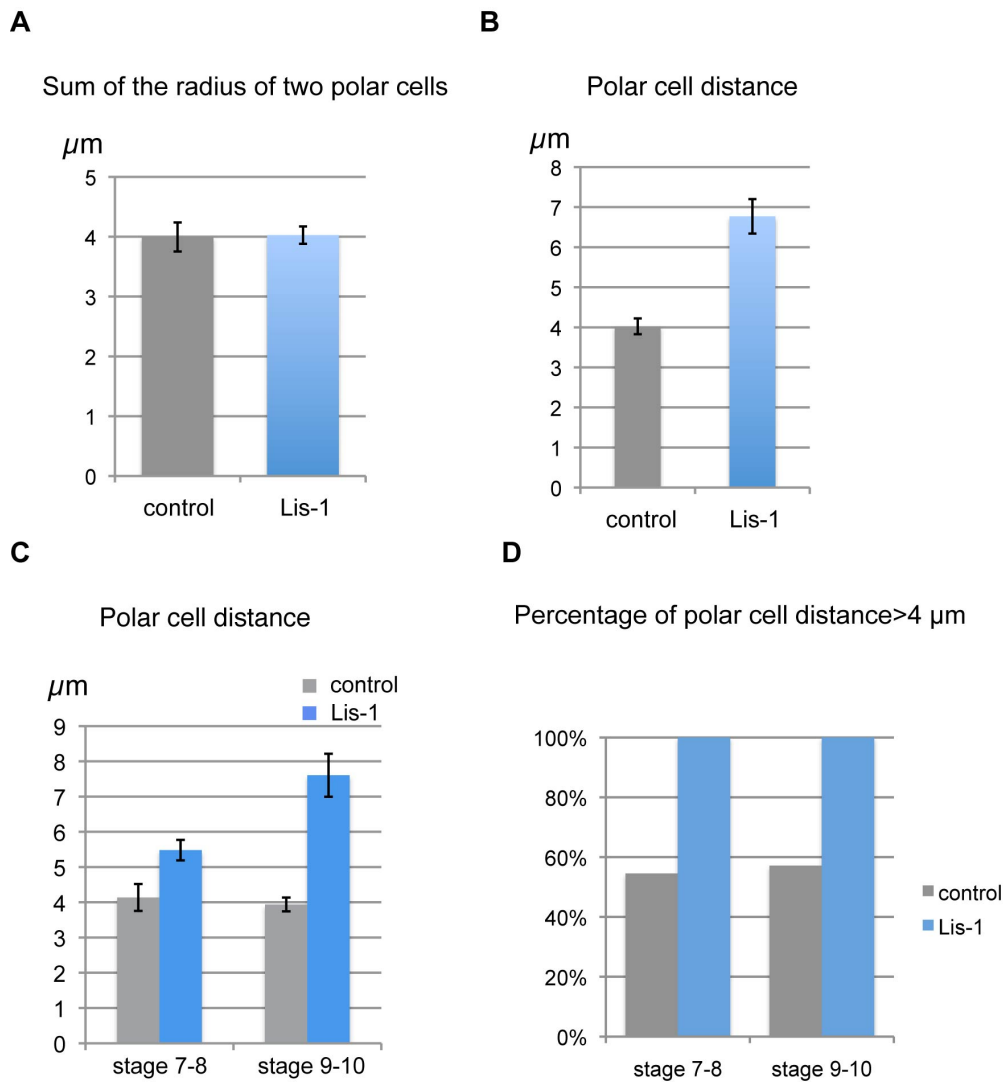 A
Sum of the radius of two polar cells
µm
5
4
3
2
1
0
control Lis-1
B
Polar cell distance
µm
8
7
6
5
4
3
2
1
0
control Lis-1
C
Polar cell distance
µm
control
Lis-1
9
8
7
6
5
4
3
2
1
0
stage 7-8 stage 9-10
D
Percentage of polar cell distance>4 µm
100%
80%
60%
40%
20%
0%
control
Lis-1
stage 7-8 stage 9-10